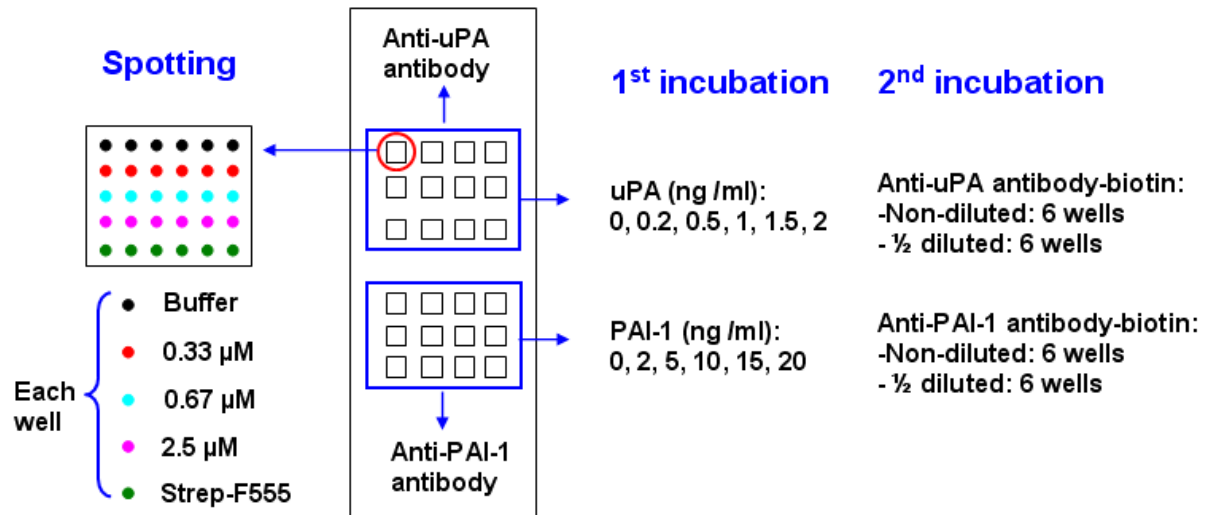 Spotting
Anti-uPA
antibody
1st incubation
2nd incubation
uPA (ng /ml):
0, 0.2, 0.5, 1, 1.5, 2
Anti-uPA antibody-biotin:
-Non-diluted: 6 wells
- ½ diluted: 6 wells
Each
well
Buffer
0.33 µM
0.67 µM
2.5 µM
Strep-F555
PAI-1 (ng /ml):
0, 2, 5, 10, 15, 20
Anti-PAI-1 antibody-biotin:
-Non-diluted: 6 wells
- ½ diluted: 6 wells
Anti-PAI-1
antibody